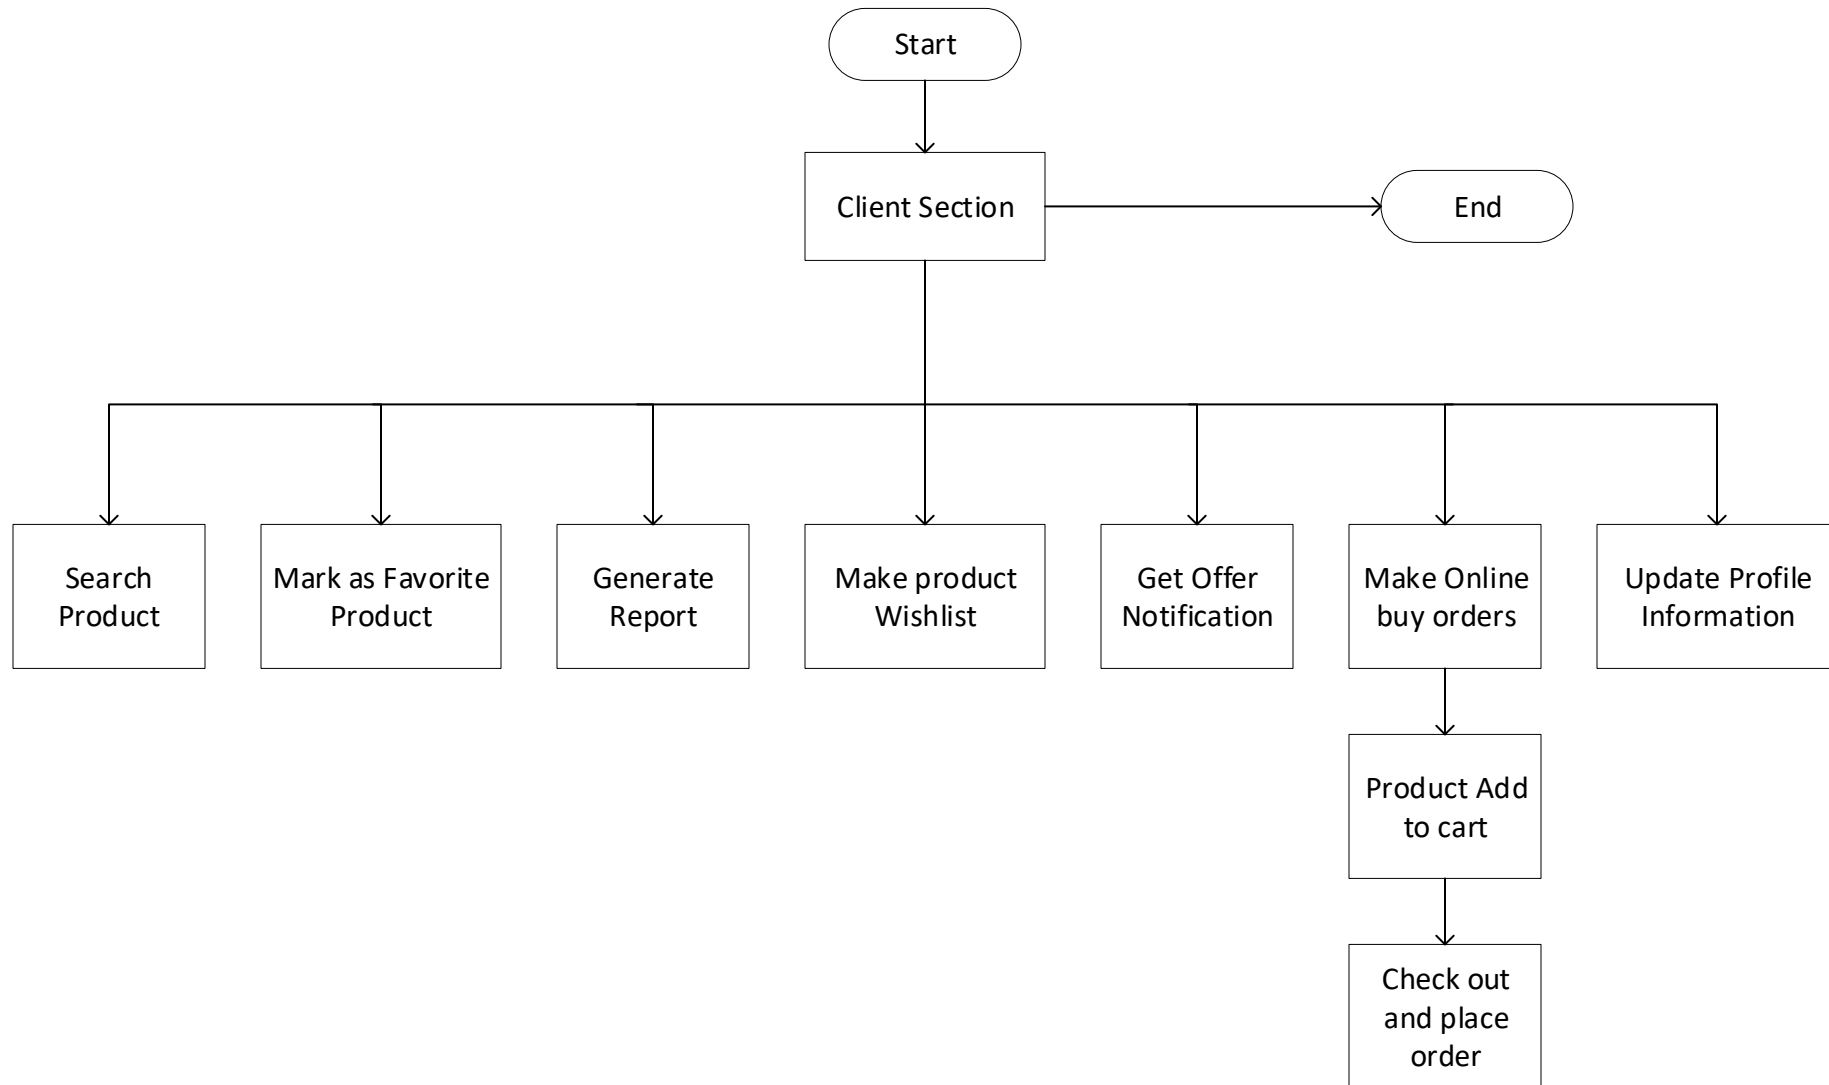 Start
Client Section
End
Search
Product
Mark as Favorite
Product
Generate
Report
Make product
Wishlist
Get Offer
Notification
Make Online
buy orders
Update Profile
Information
Product Add
to cart
Check out
and place
order